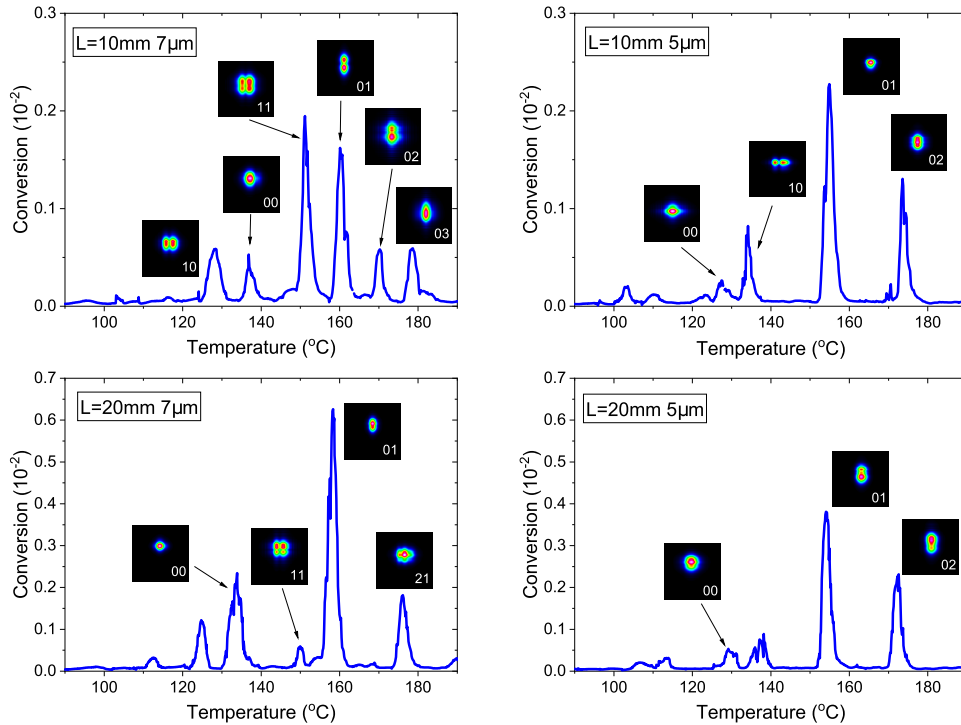 L=10mm 7µm
Conversion (10-2)
0.3
0.2
0.1
0.0
11
01
02
00
03
10
100 120 140 160 180
Temperature (oC)
L=10mm 5µm
Conversion (10-2)
0.3
0.2
0.1
0.0
01
02
10
00
100 120 140 160 180
Temperature (oC)
L=20mm 7µm
Conversion (10-2)
0.7
0.6
0.5
0.4
0.3
0.2
0.1
0.0
01
00
11
21
100 120 140 160 180
Temperature (oC)
L=20mm 5µm
Conversion (10-2)
0.7
0.6
0.5
0.4
0.3
0.2
0.1
0.0
01
02
00
100 120 140 160 180
Temperature (oC)